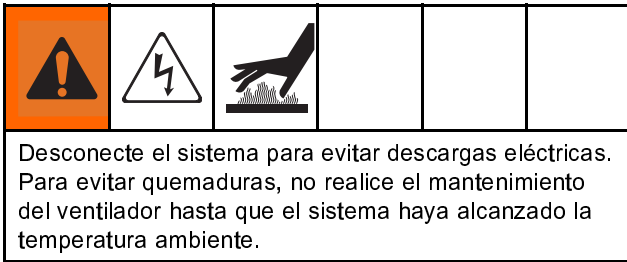 Desconecte el sistema para evitar descargas eléctricas.
Para evitar quemaduras, no realice el mantenimiento
del ventilador hasta que el sistema haya alcanzado la
temperatura ambiente.